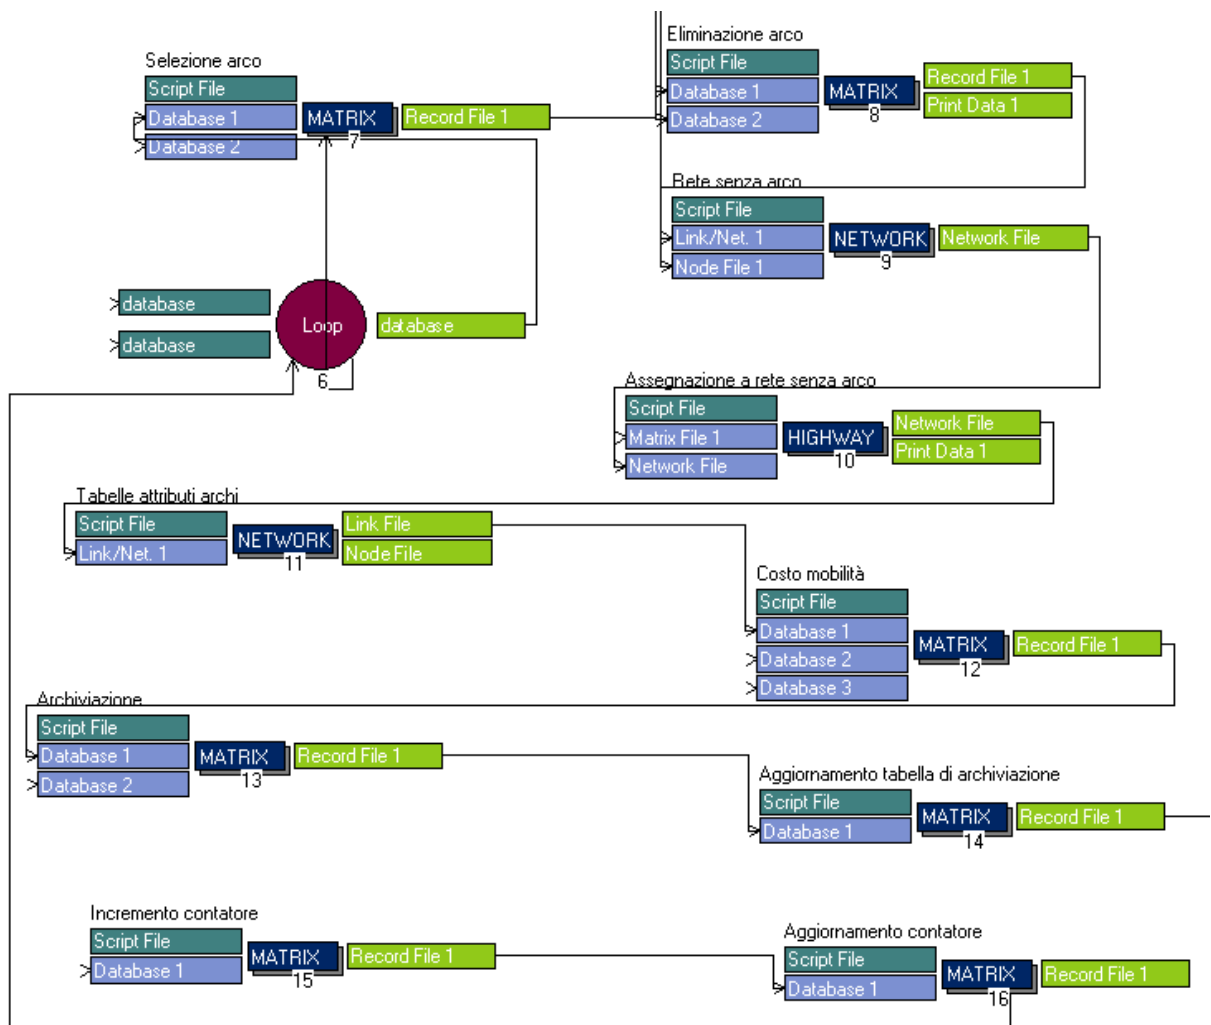 Selezione arco
Script File
Database 1
Database 2
MATRIX
7
Record File 1
Eliminazione arco
Script File
Database 1
Database 2
MATRIX
8
Record File 1
Print Data 1
Rete senza arco
Script File
Link/Net. 1
Node File 1
NETWORK
9
Network File
database
database
Loop
6
database
Assegnazione a rete senza arco
Script File
Matrix File 1
Network File
HIGHWAY
10
Network File
Print Data 1
Tabelle attributi archi
Script File
Link/Net. 1
NETWORK
11
Link File
Node File
Costo mobilità
Script File
Database 1
Database 2
Database 3
MATRIX
12
Record File 1
Archiviazione
Script File
Database 1
Database 2
MATRIX
13
Record File 1
Aggiornamento tabella di archiviazione
Script File
Database 1
MATRIX
14
Record File 1
Incremento contatore
Script File
Database 1
MATRIX
15
Record File 1
Aggiornamento contatore
Script File
Database 1
MATRIX
16
Record File 1